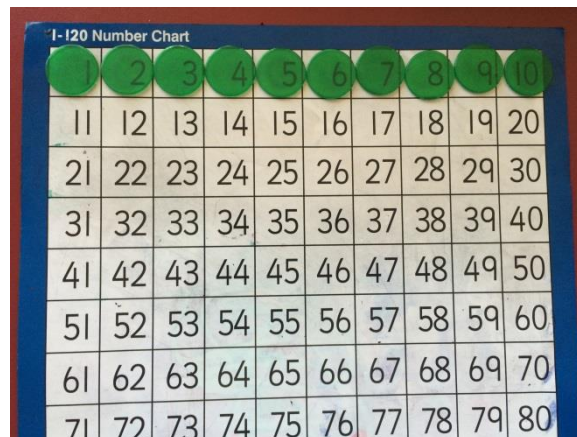 1-120 Number Chart
1 2 3 4 5 6 7 8 9 10
11 12 13 14 15 16 17 18 19 20
21 22 23 24 25 26 27 28 29 30
31 32 33 34 35 36 37 38 39 40
41 42 43 44 45 46 47 48 49 50
51 52 53 54 55 56 57 58 59 60
61 62 63 64 65 66 67 68 69 70
71 72 73 74 75 76 77 78 79 80